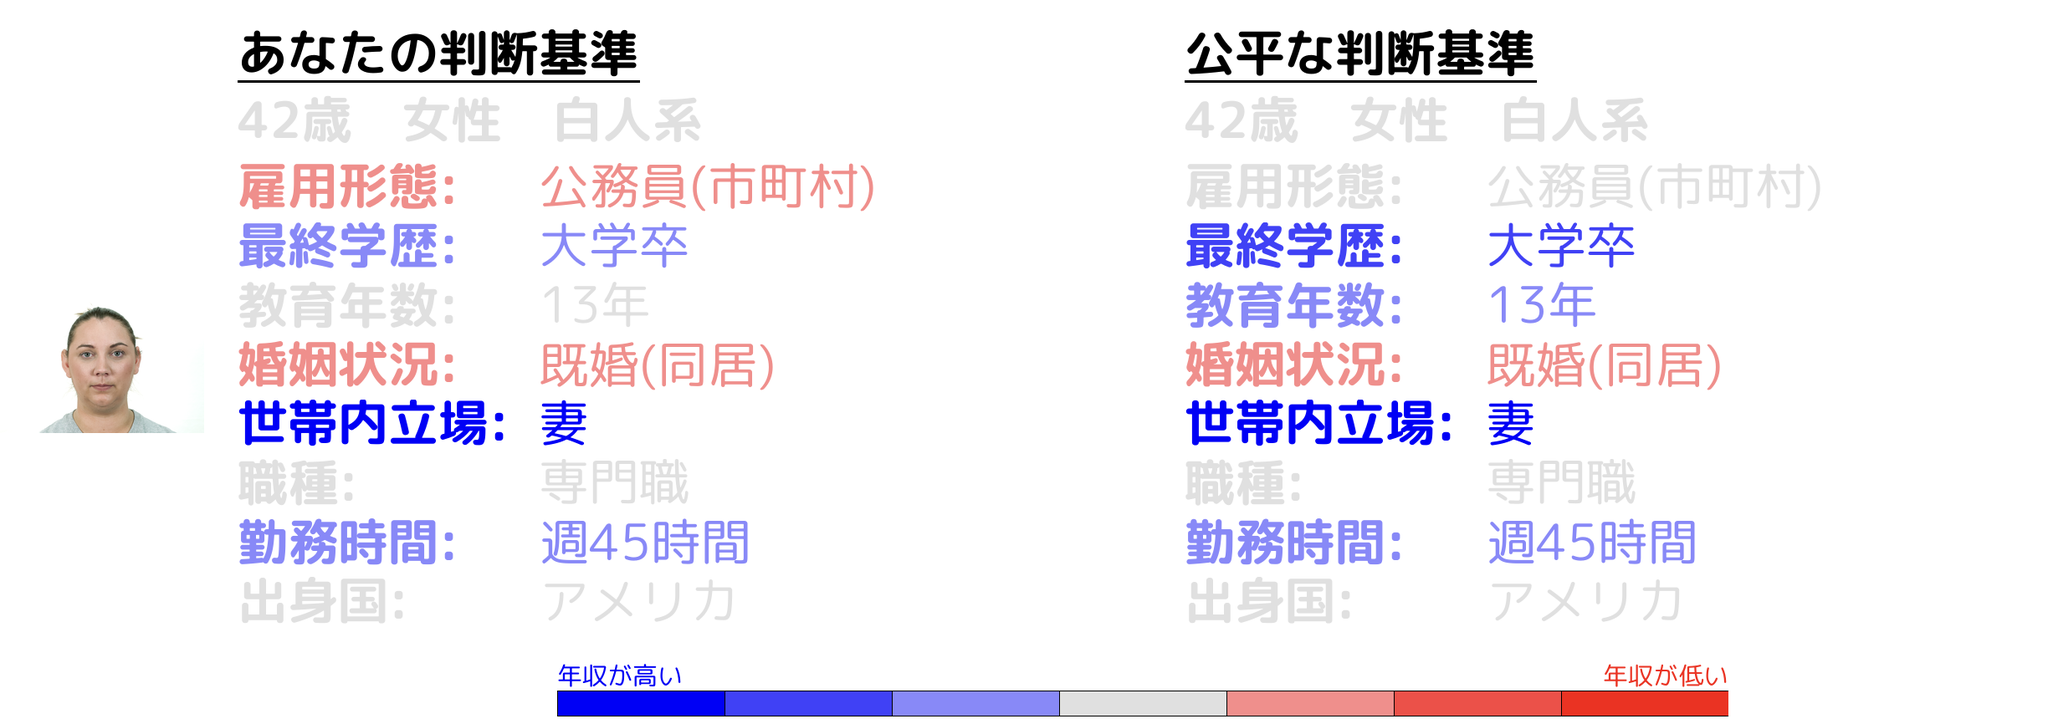 あなたの判断基準
42歳 女性 白人系
雇用形態: 公務員(市町村)
最終学歴: 大学卒
教育年数: 13年
婚姻状況: 既婚(同居)
世帯内立場: 妻
職種: 専門職
勤務時間: 週45時間
出身国: アメリカ
公平な判断基準
42歳 女性 白人系
雇用形態: 公務員(市町村)
最終学歴: 大学卒
教育年数: 13年
婚姻状況: 既婚(同居)
世帯内立場: 妻
職種: 専門職
勤務時間: 週45時間
出身国: アメリカ
年収が高い 年収が低い